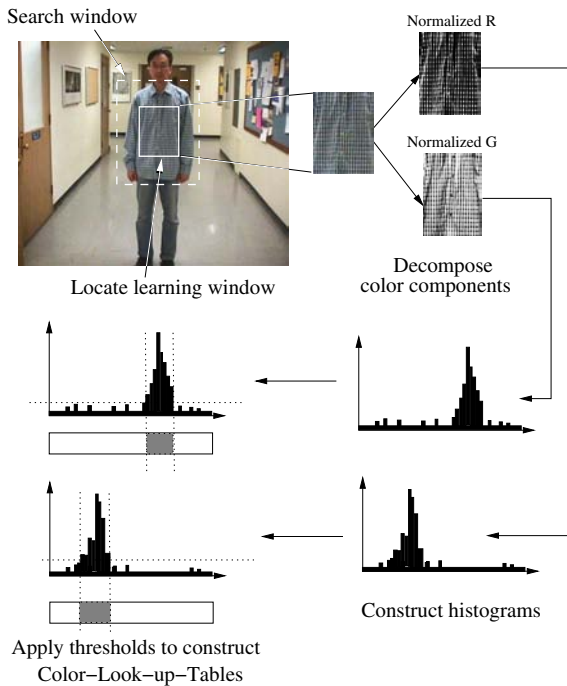 Search window
Normalized R
Normalized G
Locate learning window
Decompose
color components
Construct histograms
Apply thresholds to construct
Color−Look−up−Tables